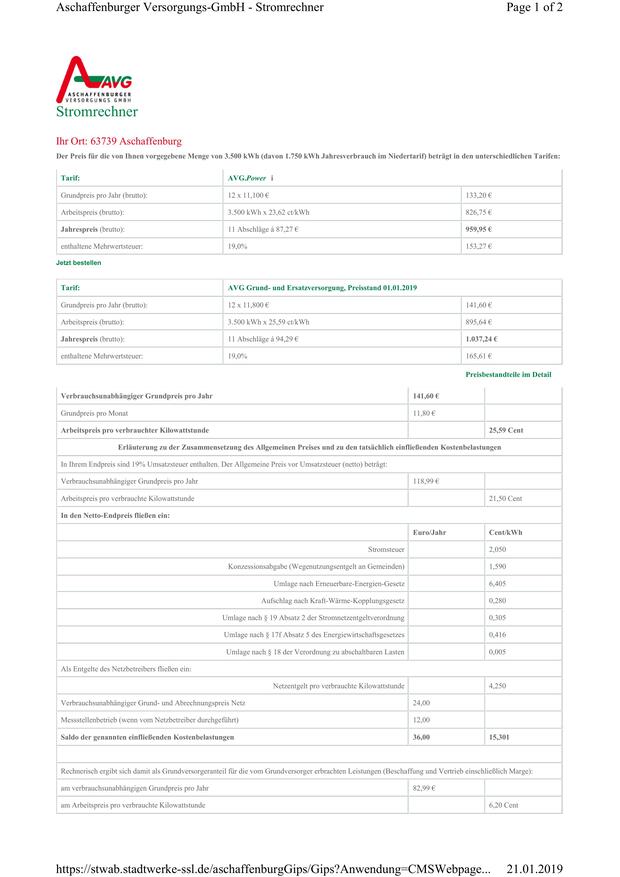 Aschaffenburger Versorgungs-GmbH - Stromrechner Page 1 of 2
AVG
ASCHAFFENBURGER
VERSORGUNGS GMBH
Stromrechner
Ihr Ort: 63739 Aschaffenburg
Der Preis für die von Ihnen vorgegebene Menge von 3.500 kWh (davon 1.750 kWh Jahresverbrauch im Niedertarif) beträgt in den unterschiedlichen Tarifen:
Tarif: AVG.Power i
Grundpreis pro Jahr (brutto): 12 x 11,100 € 133,20 €
Arbeitspreis (brutto): 3.500 kWh x 23,62 ct/kWh 826,75 €
Jahrespreis (brutto): 11 Abschläge á 87,27 € 959,95 €
enthaltene Mehrwertsteuer: 19,0% 153,27 €
Jetzt bestellen
Tarif: AVG Grund- und Ersatzversorgung, Preisstand 01.01.2019
Grundpreis pro Jahr (brutto): 12 x 11,800 € 141,60 €
Arbeitspreis (brutto): 3.500 kWh x 25,59 ct/kWh 895,64 €
Jahrespreis (brutto): 11 Abschläge á 94,29 € 1.037,24 €
enthaltene Mehrwertsteuer: 19,0% 165,61 €
Preisbestandteile im Detail
Verbrauchsunabhängiger Grundpreis pro Jahr 141,60 €
Grundpreis pro Monat 11,80 €
Arbeitspreis pro verbrauchter Kilowattstunde 25,59 Cent
Erläuterung zu der Zusammensetzung des Allgemeinen Preises und zu den tatsächlich einfließenden Kostenbelastungen
In Ihrem Endpreis sind 19% Umsatzsteuer enthalten. Der Allgemeine Preis vor Umsatzsteuer (netto) beträgt:
Verbrauchsunabhängiger Grundpreis pro Jahr 118,99 €
Arbeitspreis pro verbrauchte Kilowattstunde 21,50 Cent
In den Netto-Endpreis fließen ein:
Euro/Jahr Cent/kWh
Stromsteuer 2,050
Konzessionsabgabe (Wegenutzungsentgelt an Gemeinden) 1,590
Umlage nach Erneuerbare-Energien-Gesetz 6,405
Aufschlag nach Kraft-Wärme-Kopplungsgesetz 0,280
Umlage nach § 19 Absatz 2 der Stromnetzentgeltverordnung 0,305
Umlage nach § 17f Absatz 5 des Energiewirtschaftsgesetzes 0,416
Umlage nach § 18 der Verordnung zu abschaltbaren Lasten 0,005
Als Entgelte des Netzbetreibers fließen ein:
Netzentgelt pro verbrauchte Kilowattstunde 4,250
Verbrauchsunabhängiger Grund- und Abrechnungspreis Netz 24,00
Messstellenbetrieb (wenn vom Netzbetreiber durchgeführt) 12,00
Saldo der genannten einfließenden Kostenbelastungen 36,00 15,301
Rechnerisch ergibt sich damit als Grundversorgeranteil für die vom Grundversorger erbrachten Leistungen (Beschaffung und Vertrieb einschließlich Marge):
am verbrauchsunabhängigen Grundpreis pro Jahr 82,99 €
am Arbeitspreis pro verbrauchte Kilowattstunde 6,20 Cent
https://stwab.stadtwerke-ssl.de/aschaffenburgGips/Gips?Anwendung=CMSWebpage... 21.01.2019